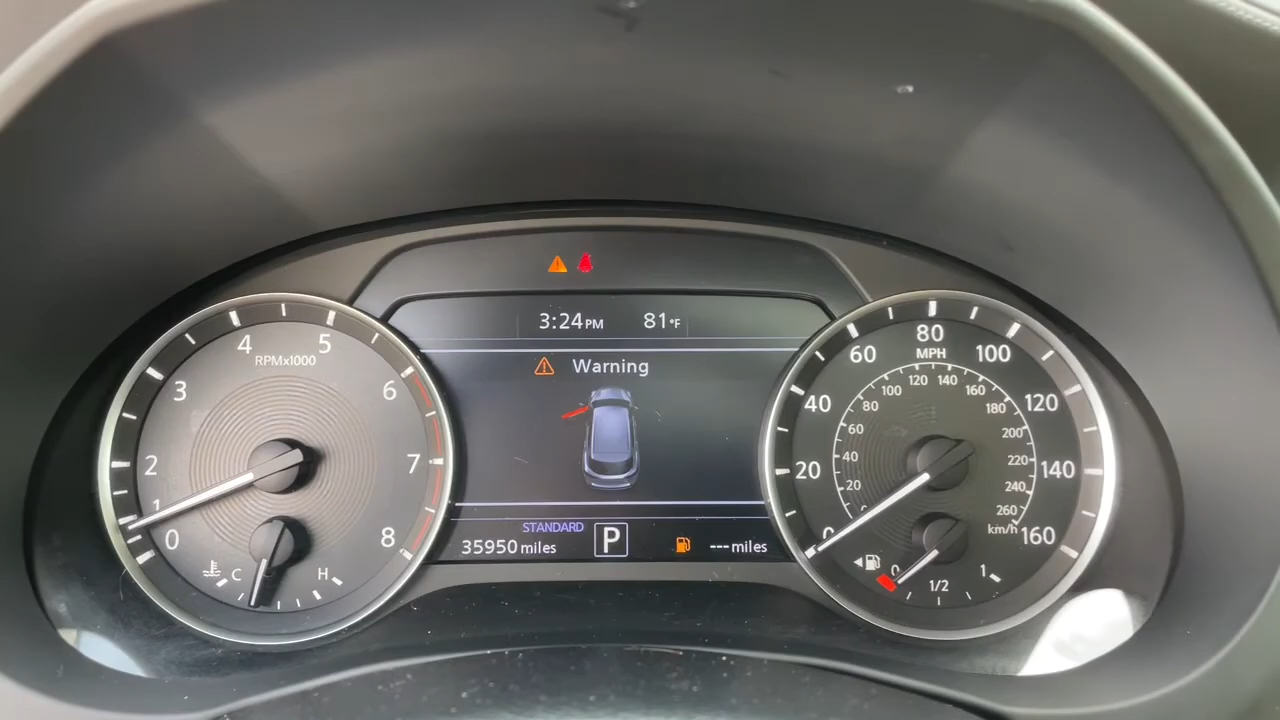 3:24 PM 81°F
Warning
STANDARD
35950 miles P ---miles
RPMx1000
0 1 2 3 4 5 6 7 8
C H
MPH
0 20 40 60 80 100 120 140 160
20 40 60 80 100 120 140 160 180 200 220 240 260
km/h
0 1/2 1